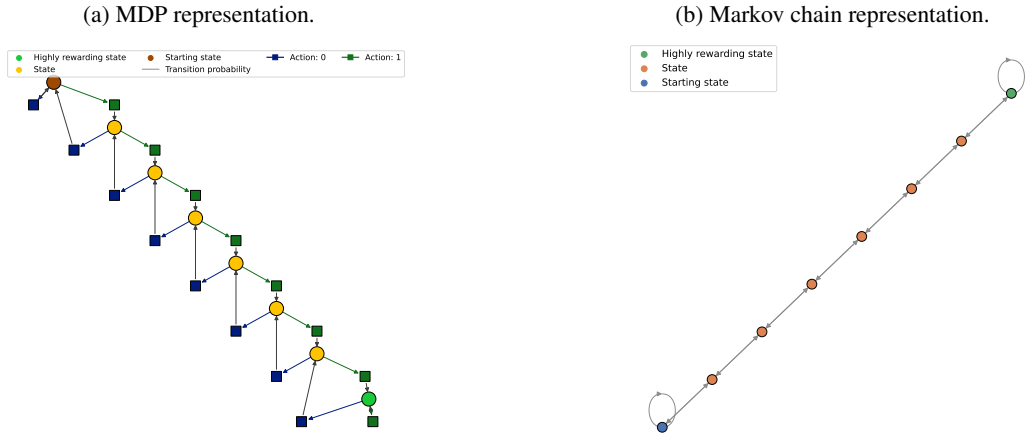 (a) MDP representation.
(b) Markov chain representation.
Highly rewarding state
Starting state
Action: 0
Action: 1
State
Transition probability
Highly rewarding state
State
Starting state